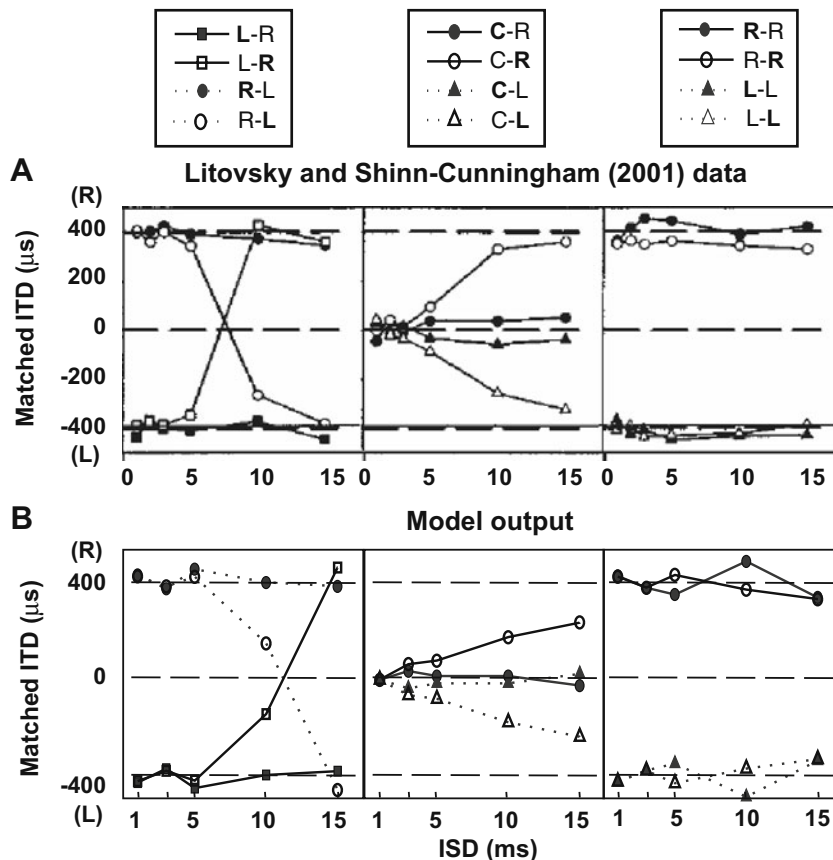 L-R
L-R
R-L
R-L
C-R
C-R
C-L
C-L
R-R
R-R
L-L
L-L
A
Litovsky and Shinn-Cunningham (2001) data
(R)
400
200
0
-200
-400
(L)
Matched ITD (µs)
0 5 10 15 0 5 10 15 0 5 10 15
B
Model output
(R)
400
0
-400
(L)
Matched ITD (µs)
1 5 10 15 1 5 10 15 1 5 10 15
ISD (ms)